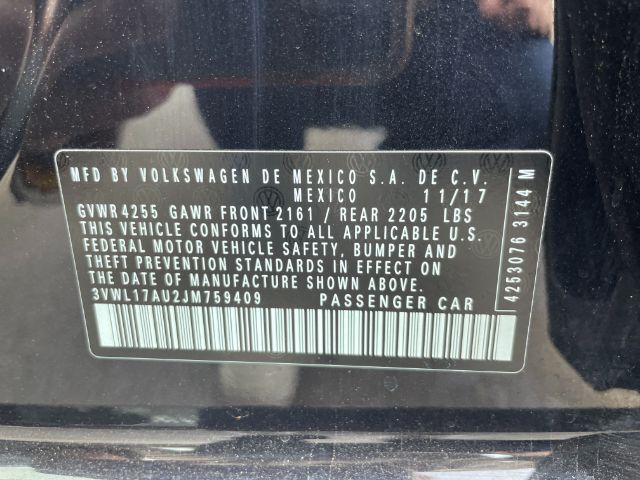 MFD BY VOLKSWAGEN DE MEXICO S.A. DE C.V.
MEXICO 11/17
GVWR 4255 GAWR FRONT 2161 / REAR 2205 LBS
THIS VEHICLE CONFORMS TO ALL APPLICABLE U.S.
FEDERAL MOTOR VEHICLE SAFETY, BUMPER AND
THEFT PREVENTION STANDARDS IN EFFECT ON
THE DATE OF MANUFACTURE SHOWN ABOVE.
3VWL17AU2JM759409 PASSENGER CAR
4253076 3144 M